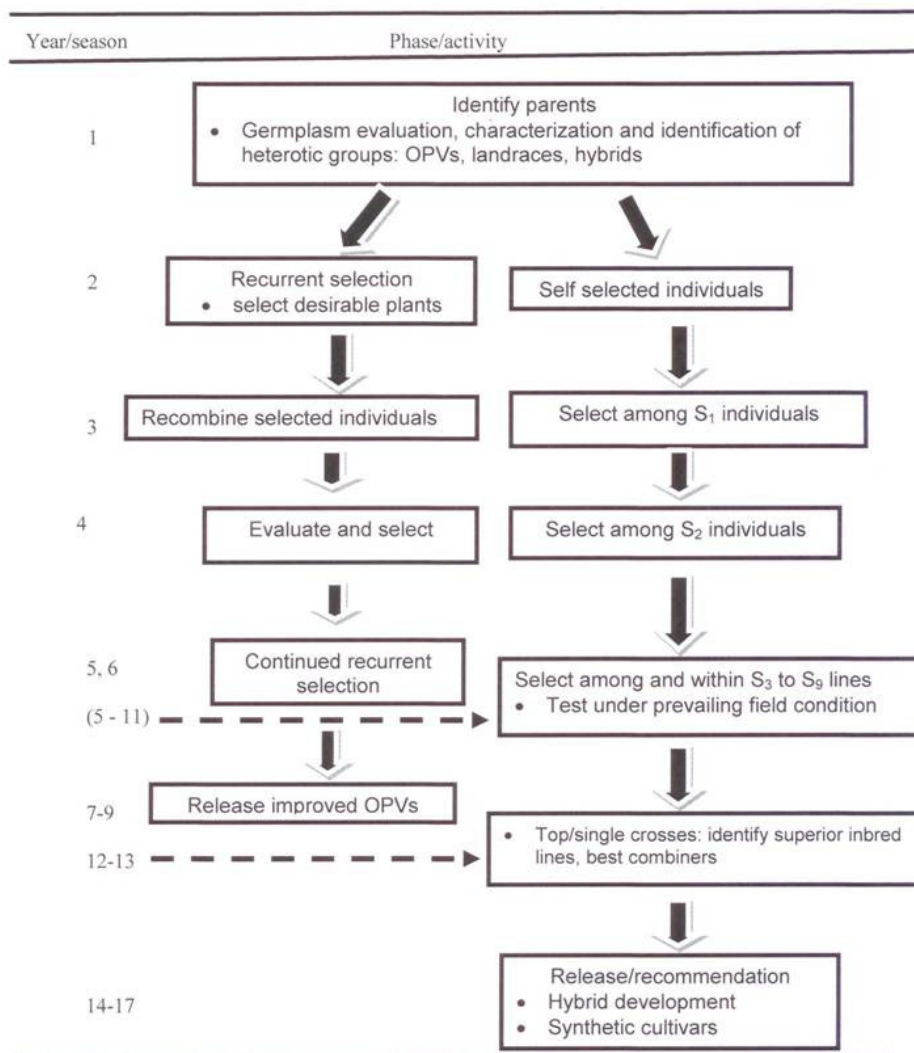 Year/season Phase/activity
Identify parents
1
• Germplasm evaluation, characterization and identification of
heterotic groups: OPVs, landraces, hybrids
2
Recurrent selection
• select desirable plants
Self selected individuals
3
Recombine selected individuals
Select among S₁ individuals
4
Evaluate and select
Select among S₂ individuals
5, 6
Continued recurrent
selection
(5 - 11)
Select among and within S₃ to S₉ lines
• Test under prevailing field condition
7-9
Release improved OPVs
12-13
• Top/single crosses: identify superior inbred
lines, best combiners
14-17
Release/recommendation
• Hybrid development
• Synthetic cultivars